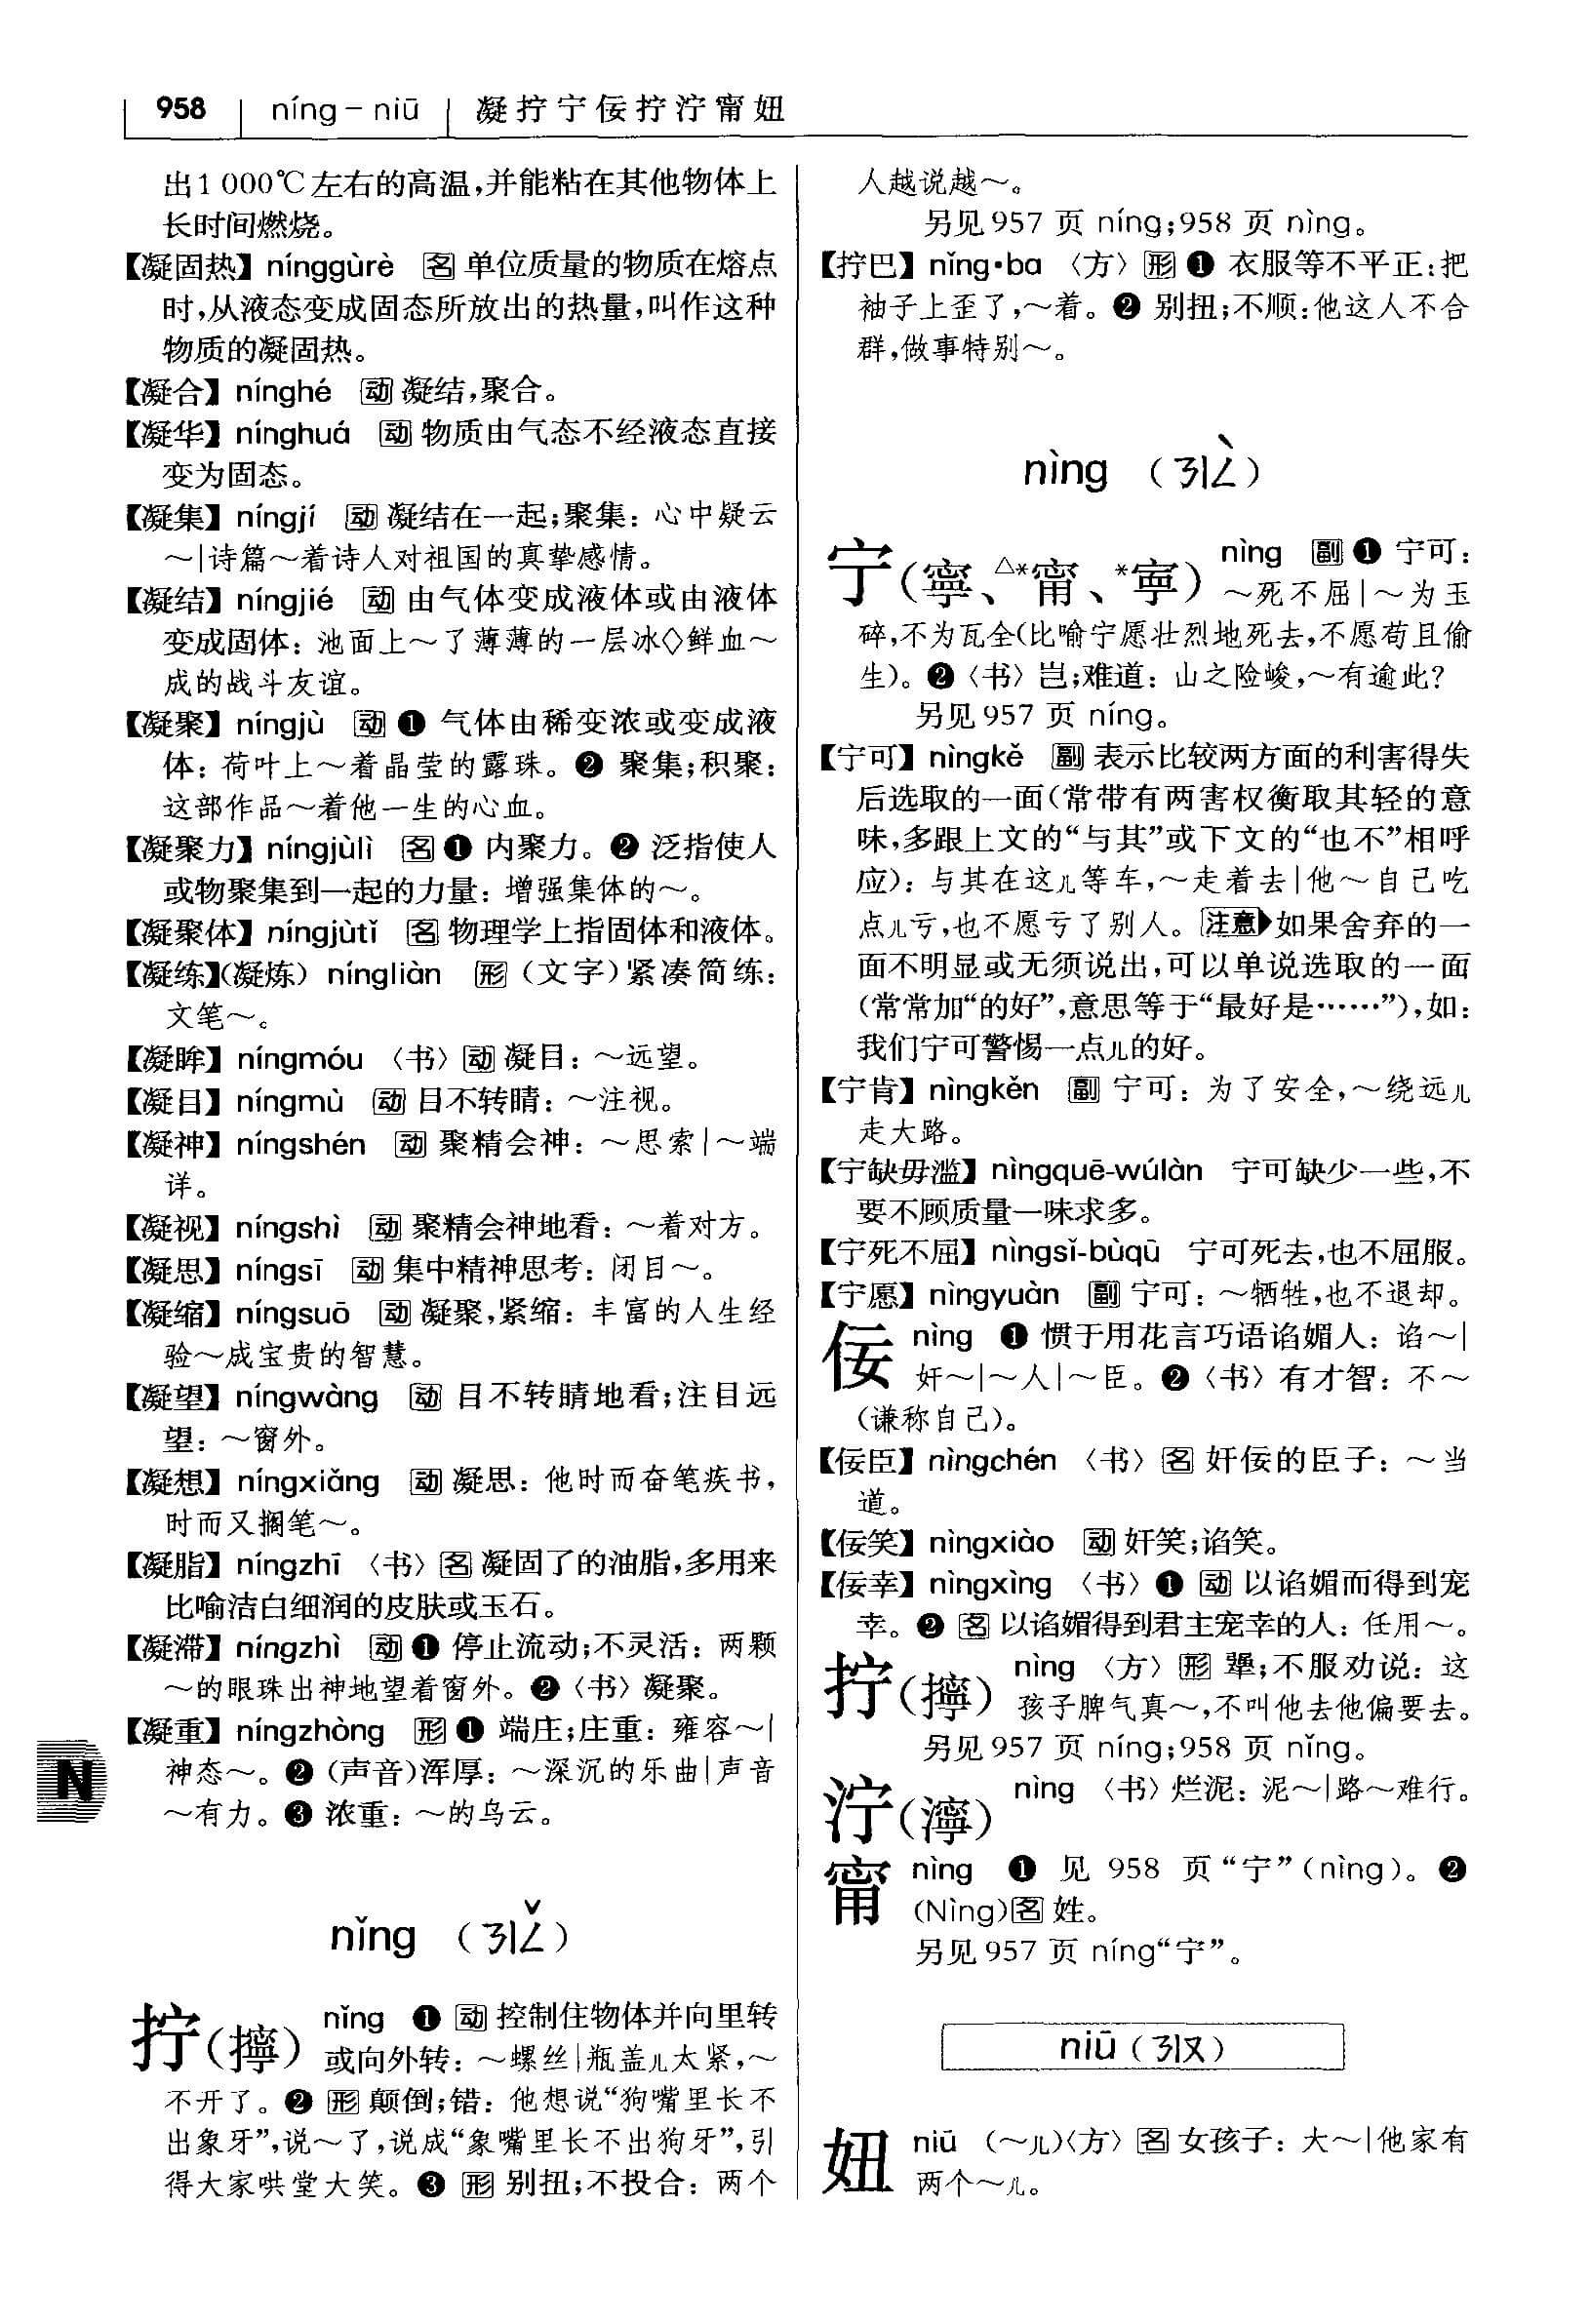 958 níng－niū 凝拧宁佞拧泞甯妞
出1 000℃左右的高温,并能粘在其他物体上
长时间燃烧。
【凝固热】nínggùrè 名 单位质量的物质在熔点
时,从液态变成固态所放出的热量,叫作这种
物质的凝固热。
【凝合】nínghé 动 凝结,聚合。
【凝华】nínghuá 动 物质由气态不经液态直接
变为固态。
【凝集】níngjí 动 凝结在一起;聚集：心中疑云
～|诗篇～着诗人对祖国的真挚感情。
【凝结】níngjié 动 由气体变成液体或由液体
变成固体：池面上～了薄薄的一层冰◇鲜血～
成的战斗友谊。
【凝聚】níngjù 动 ❶ 气体由稀变浓或变成液
体：荷叶上～着晶莹的露珠。❷ 聚集;积聚：
这部作品～着他一生的心血。
【凝聚力】níngjùlì 名 ❶ 内聚力。❷ 泛指使人
或物聚集到一起的力量：增强集体的～。
【凝聚体】níngjùtǐ 名 物理学上指固体和液体。
【凝练】(凝炼) níngliàn 形 (文字)紧凑简练：
文笔～。
【凝眸】níngmóu 〈书〉动 凝目：～远望。
【凝目】níngmù 动 目不转睛：～注视。
【凝神】níngshén 动 聚精会神：～思索|～端
详。
【凝视】níngshì 动 聚精会神地看：～着对方。
【凝思】níngsī 动 集中精神思考：闭目～。
【凝缩】níngsuō 动 凝聚,紧缩：丰富的人生经
验～成宝贵的智慧。
【凝望】níngwàng 动 目不转睛地看;注目远
望：～窗外。
【凝想】níngxiǎng 动 凝思：他时而奋笔疾书,
时而又搁笔～。
【凝脂】níngzhī 〈书〉名 凝固了的油脂,多用来
比喻洁白细润的皮肤或玉石。
【凝滞】níngzhì 动 ❶ 停止流动;不灵活：两颗
～的眼珠出神地望着窗外。❷〈书〉凝聚。
【凝重】níngzhòng 形 ❶ 端庄;庄重：雍容～|
神态～。❷ (声音)浑厚：～深沉的乐曲|声音
～有力。❸ 浓重：～的乌云。
N
nǐng （ㄋㄧㄥˇ）
拧(擰) nǐng ❶ 动 控制住物体并向里转
或向外转：～螺丝|瓶盖儿太紧,～
不开了。❷ 形 颠倒;错：他想说“狗嘴里长不
出象牙”,说～了,说成“象嘴里长不出狗牙”,引
得大家哄堂大笑。❸ 形 别扭;不投合：两个
人越说越～。
另见957 页 níng;958 页 nìng。
【拧巴】nǐng·ba 〈方〉形 ❶ 衣服等不平正：把
袖子上歪了,～着。❷ 别扭;不顺：他这人不合
群,做事特别～。
nìng （ㄋㄧㄥˋ）
宁(寧、△*甯、*寍) nìng 副 ❶ 宁可：
～死不屈|～为玉
碎,不为瓦全(比喻宁愿壮烈地死去,不愿苟且偷
生)。❷〈书〉岂;难道：山之险峻,～有逾此?
另见957 页 níng。
【宁可】nìngkě 副 表示比较两方面的利害得失
后选取的一面(常带有两害权衡取其轻的意
味,多跟上文的“与其”或下文的“也不”相呼
应)：与其在这儿等车,～走着去|他～自己吃
点儿亏,也不愿亏了别人。注意 如果舍弃的一
面不明显或无须说出,可以单说选取的一面
(常常加“的好”,意思等于“最好是……”),如：
我们宁可警惕一点儿的好。
【宁肯】nìngkěn 副 宁可：为了安全,～绕远儿
走大路。
【宁缺毋滥】nìngquē-wúlàn 宁可缺少一些,不
要不顾质量一味求多。
【宁死不屈】nìngsǐ-bùqū 宁可死去,也不屈服。
【宁愿】nìngyuàn 副 宁可：～牺牲,也不退却。
佞 nìng ❶ 惯于用花言巧语谄媚人：谄～|
奸～|～人|～臣。❷〈书〉有才智：不～
(谦称自己)。
【佞臣】nìngchén 〈书〉名 奸佞的臣子：～当
道。
【佞笑】nìngxiào 动 奸笑;谄笑。
【佞幸】nìngxìng 〈书〉❶ 动 以谄媚而得到宠
幸。❷ 名 以谄媚得到君主宠幸的人：任用～。
拧(擰) nìng 〈方〉形 犟;不服劝说：这
孩子脾气真～,不叫他去他偏要去。
另见957 页 níng;958 页 nǐng。
泞(濘) nìng 〈书〉烂泥：泥～|路～难行。
甯 nìng ❶ 见 958 页“宁”(nìng)。❷
(Nìng)名 姓。
另见957 页 níng“宁”。
niū（ㄋㄧㄡ）
妞 niū (～儿)〈方〉名 女孩子：大～|他家有
两个～儿。